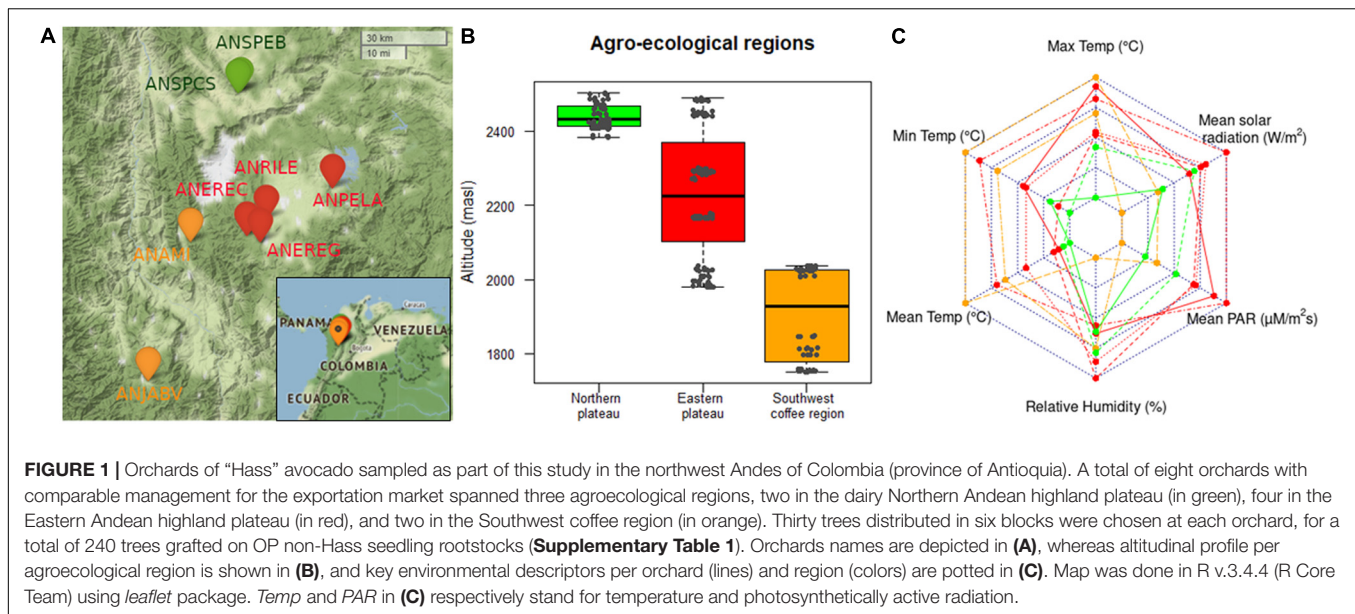 A
ANSPEB
ANSPCS
30 km
10 mi
ANRILE
ANEREC
ANPELA
ANAMI
ANEREG
ANJABV
PANAMA
Caracas
VENEZUELA
Bogota
COLOMBIA
ECUADOR
B
Agro-ecological regions
Altitude (masl)
2400
2200
2000
1800
Northern
plateau
Eastern
plateau
Southwest
coffee region
C
Max Temp (°C)
Mean solar
radiation (W/m²)
Min Temp (°C)
Mean Temp (°C)
Mean PAR (µM/m²s)
Relative Humidity (%)
FIGURE 1 | Orchards of “Hass” avocado sampled as part of this study in the northwest Andes of Colombia (province of Antioquia). A total of eight orchards with
comparable management for the exportation market spanned three agroecological regions, two in the dairy Northern Andean highland plateau (in green), four in the
Eastern Andean highland plateau (in red), and two in the Southwest coffee region (in orange). Thirty trees distributed in six blocks were chosen at each orchard, for a
total of 240 trees grafted on OP non-Hass seedling rootstocks (Supplementary Table 1). Orchards names are depicted in (A), whereas altitudinal profile per
agroecological region is shown in (B), and key environmental descriptors per orchard (lines) and region (colors) are potted in (C). Map was done in R v.3.4.4 (R Core
Team) using leaflet package. Temp and PAR in (C) respectively stand for temperature and photosynthetically active radiation.